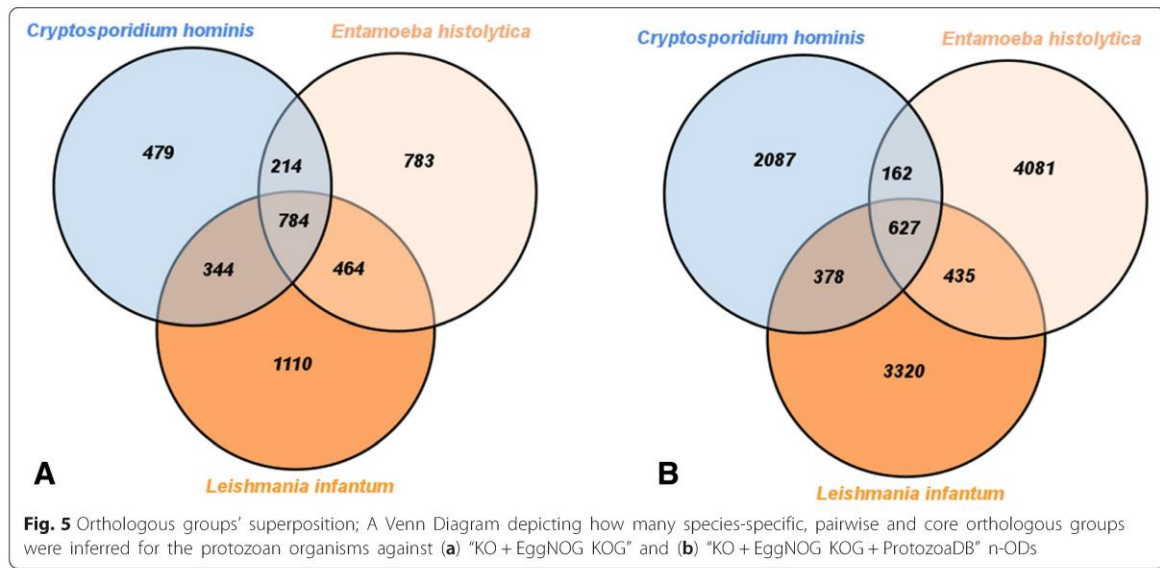 Cryptosporidium hominis
Entamoeba histolytica
479
214
783
784
344
464
1110
A
Leishmania infantum
Cryptosporidium hominis
Entamoeba histolytica
2087
162
4081
627
378
435
3320
B
Leishmania infantum
Fig. 5 Orthologous groups' superposition; A Venn Diagram depicting how many species-specific, pairwise and core orthologous groups
were inferred for the protozoan organisms against (a) "KO + EggNOG KOG" and (b) "KO + EggNOG KOG + ProtozoaDB" n-ODs